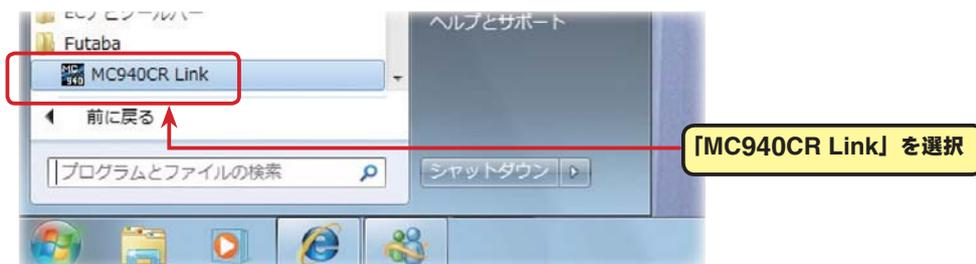 ヘルプとサポート
Futaba
MC940CR Link
前に戻る
「MC940CR Link」を選択
プログラムとファイルの検索
シャットダウン